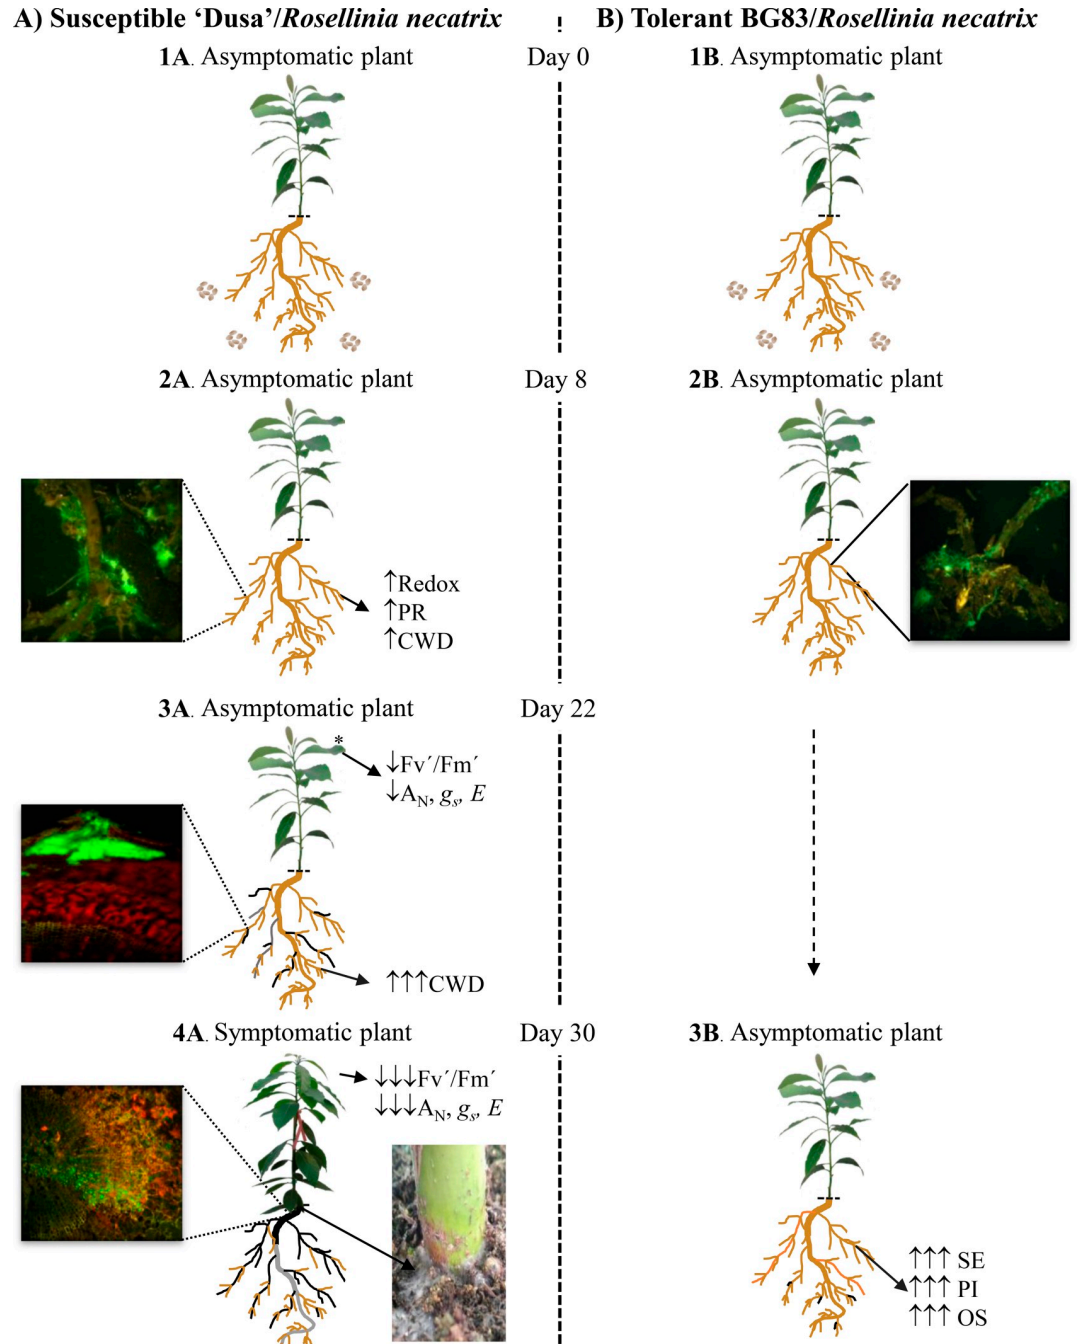 A) Susceptible ‘Dusa’/Rosellinia necatrix
B) Tolerant BG83/Rosellinia necatrix
1A. Asymptomatic plant
Day 0
1B. Asymptomatic plant
2A. Asymptomatic plant
Day 8
2B. Asymptomatic plant
↑Redox
↑PR
↑CWD
3A. Asymptomatic plant
Day 22
*
↓Fv´/Fm´
↓AN, gs, E
↑↑↑CWD
4A. Symptomatic plant
Day 30
3B. Asymptomatic plant
↓↓↓Fv´/Fm´
↓↓↓AN, gs, E
↑↑↑ SE
↑↑↑ PI
↑↑↑ OS